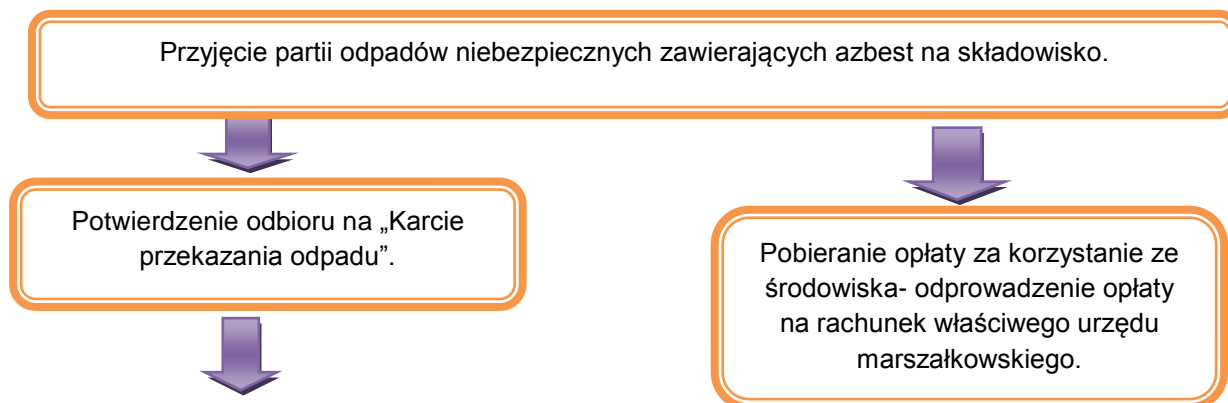 Przyjęcie partii odpadów niebezpiecznych zawierających azbest na składowisko.
Potwierdzenie odbioru na „Karcie
przekazania odpadu”.
Pobieranie opłaty za korzystanie ze
środowiska- odprowadzenie opłaty
na rachunek właściwego urzędu
marszałkowskiego.